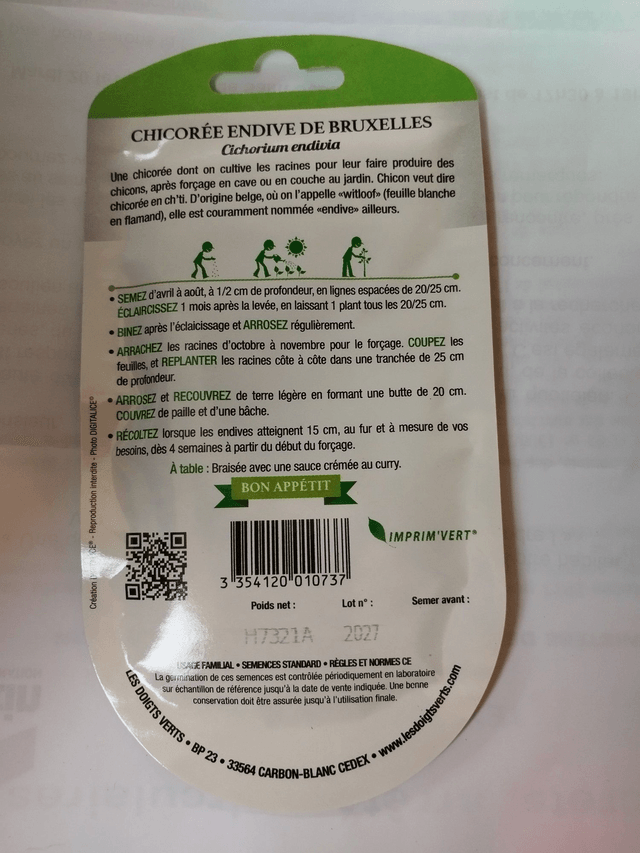 CHICORÉE ENDIVE DE BRUXELLES
Cichorium endivia
Une chicorée dont on cultive les racines pour leur faire produire des
chicons, après forçage en cave ou en couche au jardin. Chicon veut dire
chicorée en ch'ti. D'origine belge, où on l'appelle «witloof» (feuille blanche
en flamand), elle est couramment nommée «endive» ailleurs.
• SEMEZ d'avril à août, à 1/2 cm de profondeur, en lignes espacées de 20/25 cm.
ÉCLAIRCISSEZ 1 mois après la levée, en laissant 1 plant tous les 20/25 cm.
• BINEZ après l'éclaicissage et ARROSEZ régulièrement.
• ARRACHEZ les racines d'octobre à novembre pour le forçage. COUPEZ les
feuilles, et REPLANTER les racines côte à côte dans une tranchée de 25 cm
de profondeur.
• ARROSEZ et RECOUVREZ de terre légère en formant une butte de 20 cm.
COUVREZ de paille et d'une bâche.
• RÉCOLTEZ lorsque les endives atteignent 15 cm, au fur et à mesure de vos
besoins, dès 4 semaines à partir du début du forçage.
À table : Braisée avec une sauce crémée au curry.
BON APPÉTIT
Création - Reproduction interdite - Photo DIGITALICE®
IMPRIM'VERT®
3 354120 010737
Poids net : Lot n° : Semer avant :
H7321A 2027
USAGE FAMILIAL • SEMENCES STANDARD • RÈGLES ET NORMES CE
La germination de ces semences est contrôlée périodiquement en laboratoire
sur échantillon de référence jusqu'à la date de vente indiquée. Une bonne
conservation doit être assurée jusqu'à l'utilisation finale.
LES DOIGTS VERTS • BP 23 • 33564 CARBON-BLANC CEDEX • www.lesdoigtsverts.com